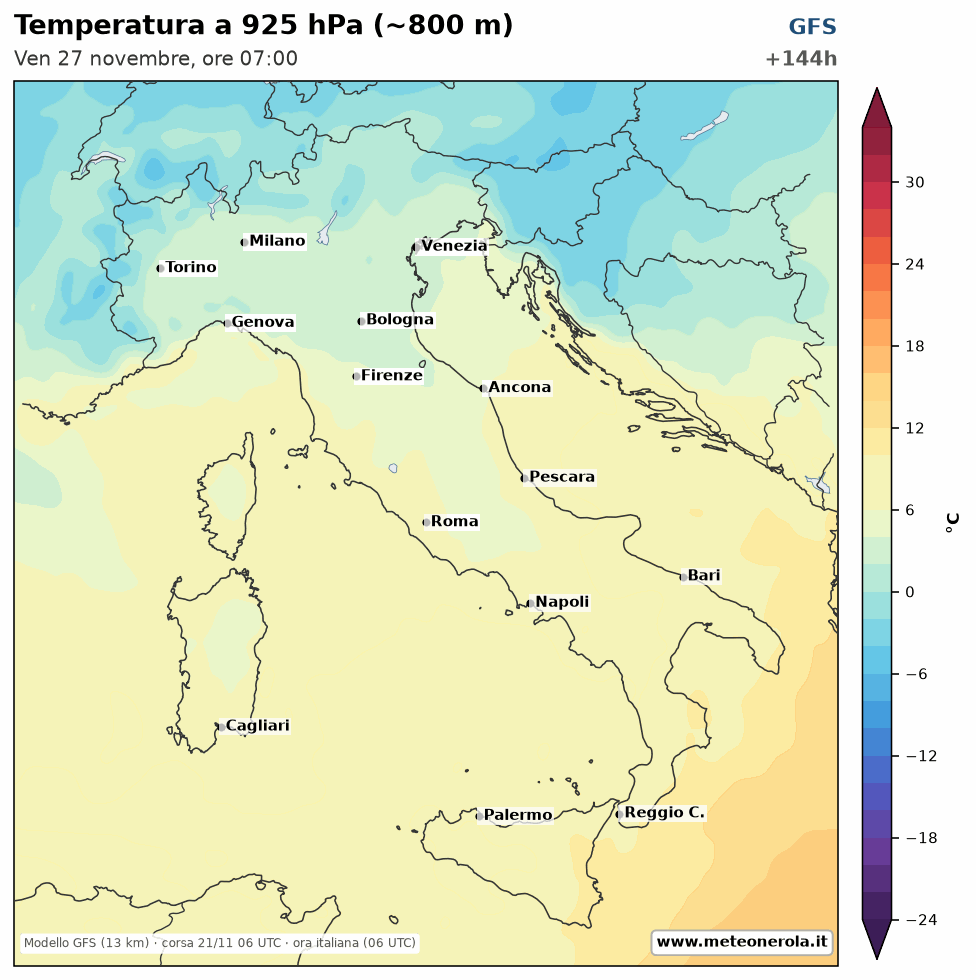 Temperatura a 925 hPa (~800 m)
GFS
Ven 27 novembre, ore 07:00
+144h
Milano
Venezia
Torino
Genova
Bologna
Firenze
Ancona
Pescara
Roma
Bari
Napoli
Cagliari
Palermo
Reggio C.
30
24
18
12
6
0
−6
−12
−18
−24
°C
Modello GFS (13 km) · corsa 21/11 06 UTC · ora italiana (06 UTC)
www.meteonerola.it